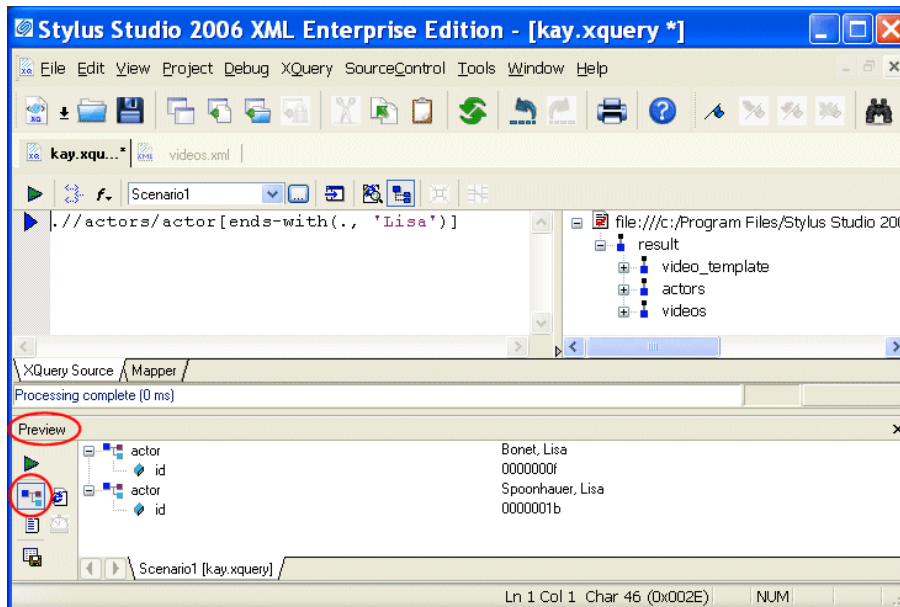 Stylus Studio 2006 XML Enterprise Edition - [kay.xquery *]
File Edit View Project Debug XQuery SourceControl Tools Window Help
kay.xqu...* videos.xml
Scenario1
.//actors/actor[ends-with(., 'Lisa')]
file:///c:/Program Files/Stylus Studio 200
result
video_template
actors
videos
XQuery Source Mapper
Processing complete (0 ms)
Preview
actor Bonet, Lisa
id 0000000f
actor Spoonhauer, Lisa
id 0000001b
Scenario1 [kay.xquery]
Ln 1 Col 1 Char 46 (0x002E) NUM